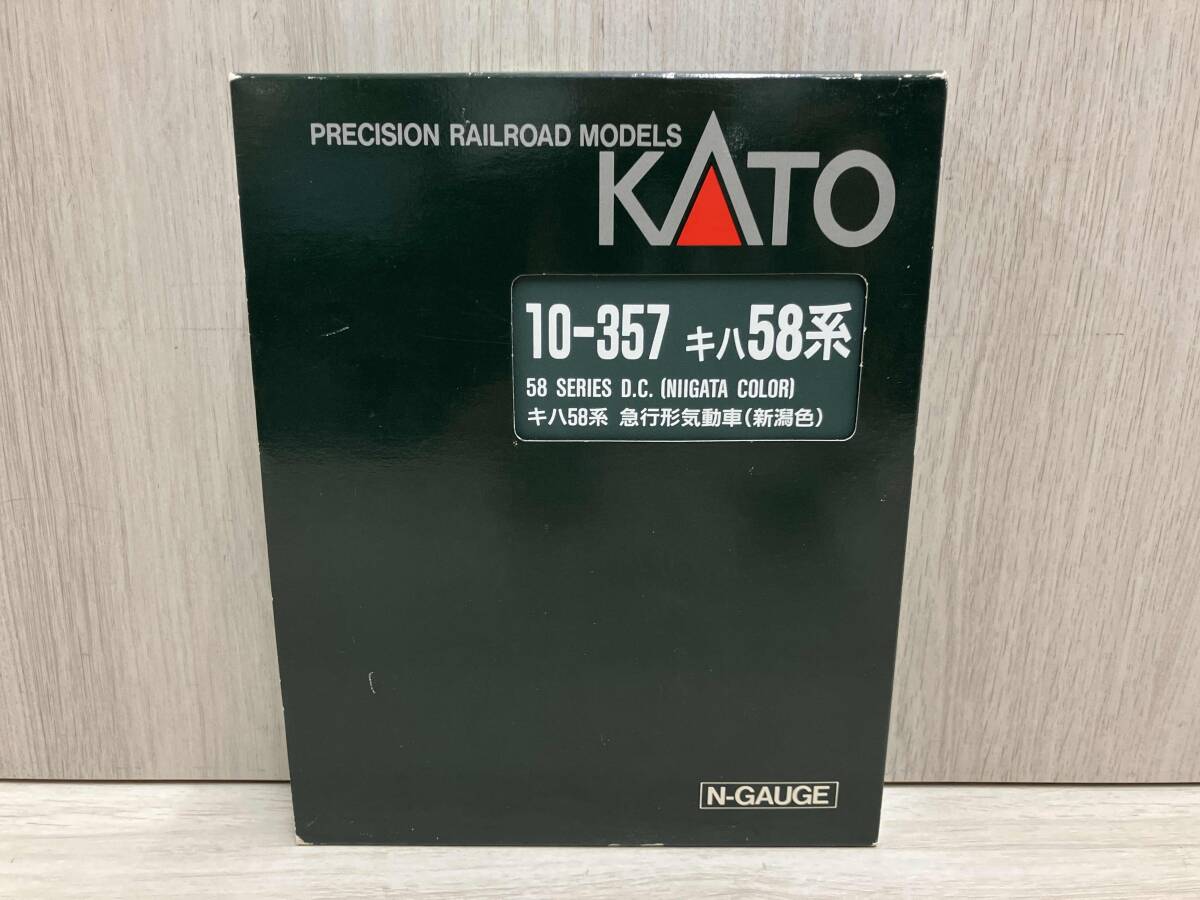 PRECISION RAILROAD MODELS
KATO
10-357 キハ58系
58 SERIES D.C. (NIIGATA COLOR)
キハ58系 急行形気動車(新潟色)
N-GAUGE